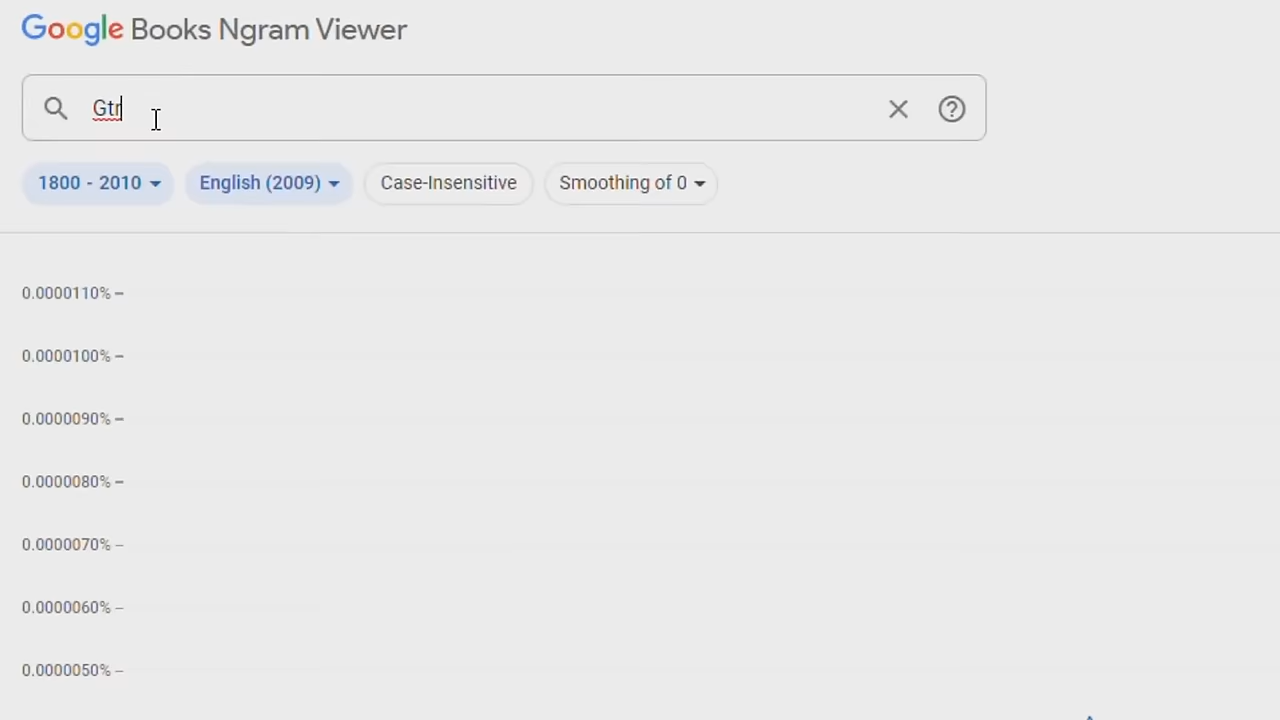 Google Books Ngram Viewer
Gtr
1800 - 2010 English (2009) Case-Insensitive Smoothing of 0
0.0000110%
0.0000100%
0.0000090%
0.0000080%
0.0000070%
0.0000060%
0.0000050%